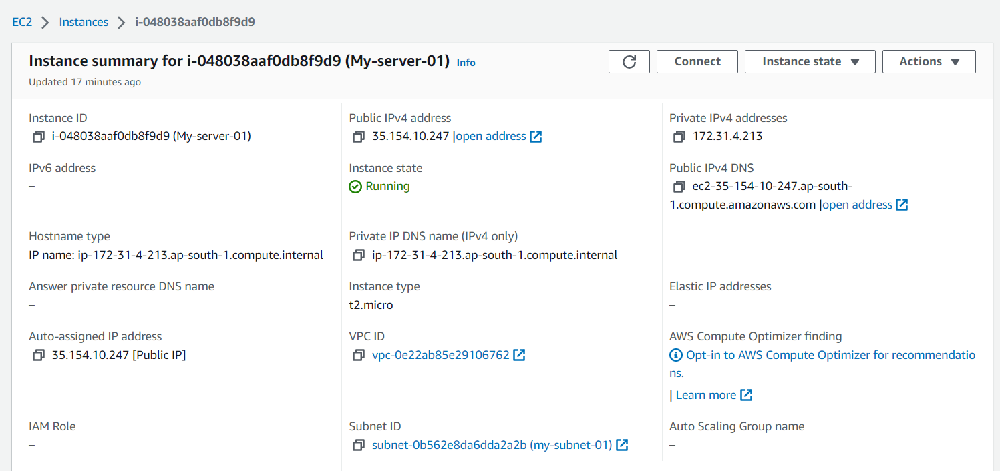 EC2 > Instances > i-048038aaf0db8f9d9
Instance summary for i-048038aaf0db8f9d9 (My-server-01) Info
Updated 17 minutes ago
Connect
Instance state
Actions
Instance ID
i-048038aaf0db8f9d9 (My-server-01)
Public IPv4 address
35.154.10.247 |open address
Private IPv4 addresses
172.31.4.213
IPv6 address
–
Instance state
Running
Public IPv4 DNS
ec2-35-154-10-247.ap-south-
1.compute.amazonaws.com |open address
Hostname type
IP name: ip-172-31-4-213.ap-south-1.compute.internal
Private IP DNS name (IPv4 only)
ip-172-31-4-213.ap-south-1.compute.internal
Answer private resource DNS name
–
Instance type
t2.micro
Elastic IP addresses
–
Auto-assigned IP address
35.154.10.247 [Public IP]
VPC ID
vpc-0e22ab85e29106762
AWS Compute Optimizer finding
Opt-in to AWS Compute Optimizer for recommendatio
ns.
| Learn more
IAM Role
–
Subnet ID
subnet-0b562e8da6dda2a2b (my-subnet-01)
Auto Scaling Group name
–